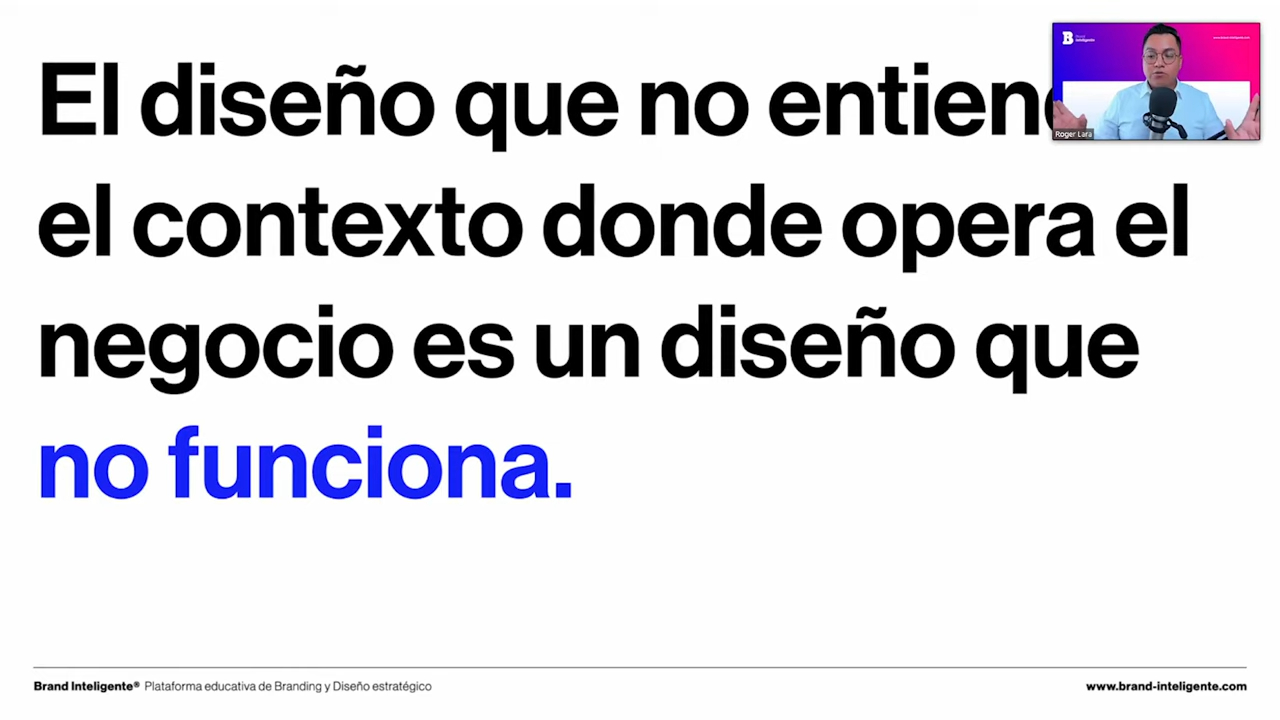 El diseño que no entien
el contexto donde opera el
negocio es un diseño que
no funciona.
Roger Lara
Brand Inteligente® Plataforma educativa de Branding y Diseño estratégico
www.brand-inteligente.com